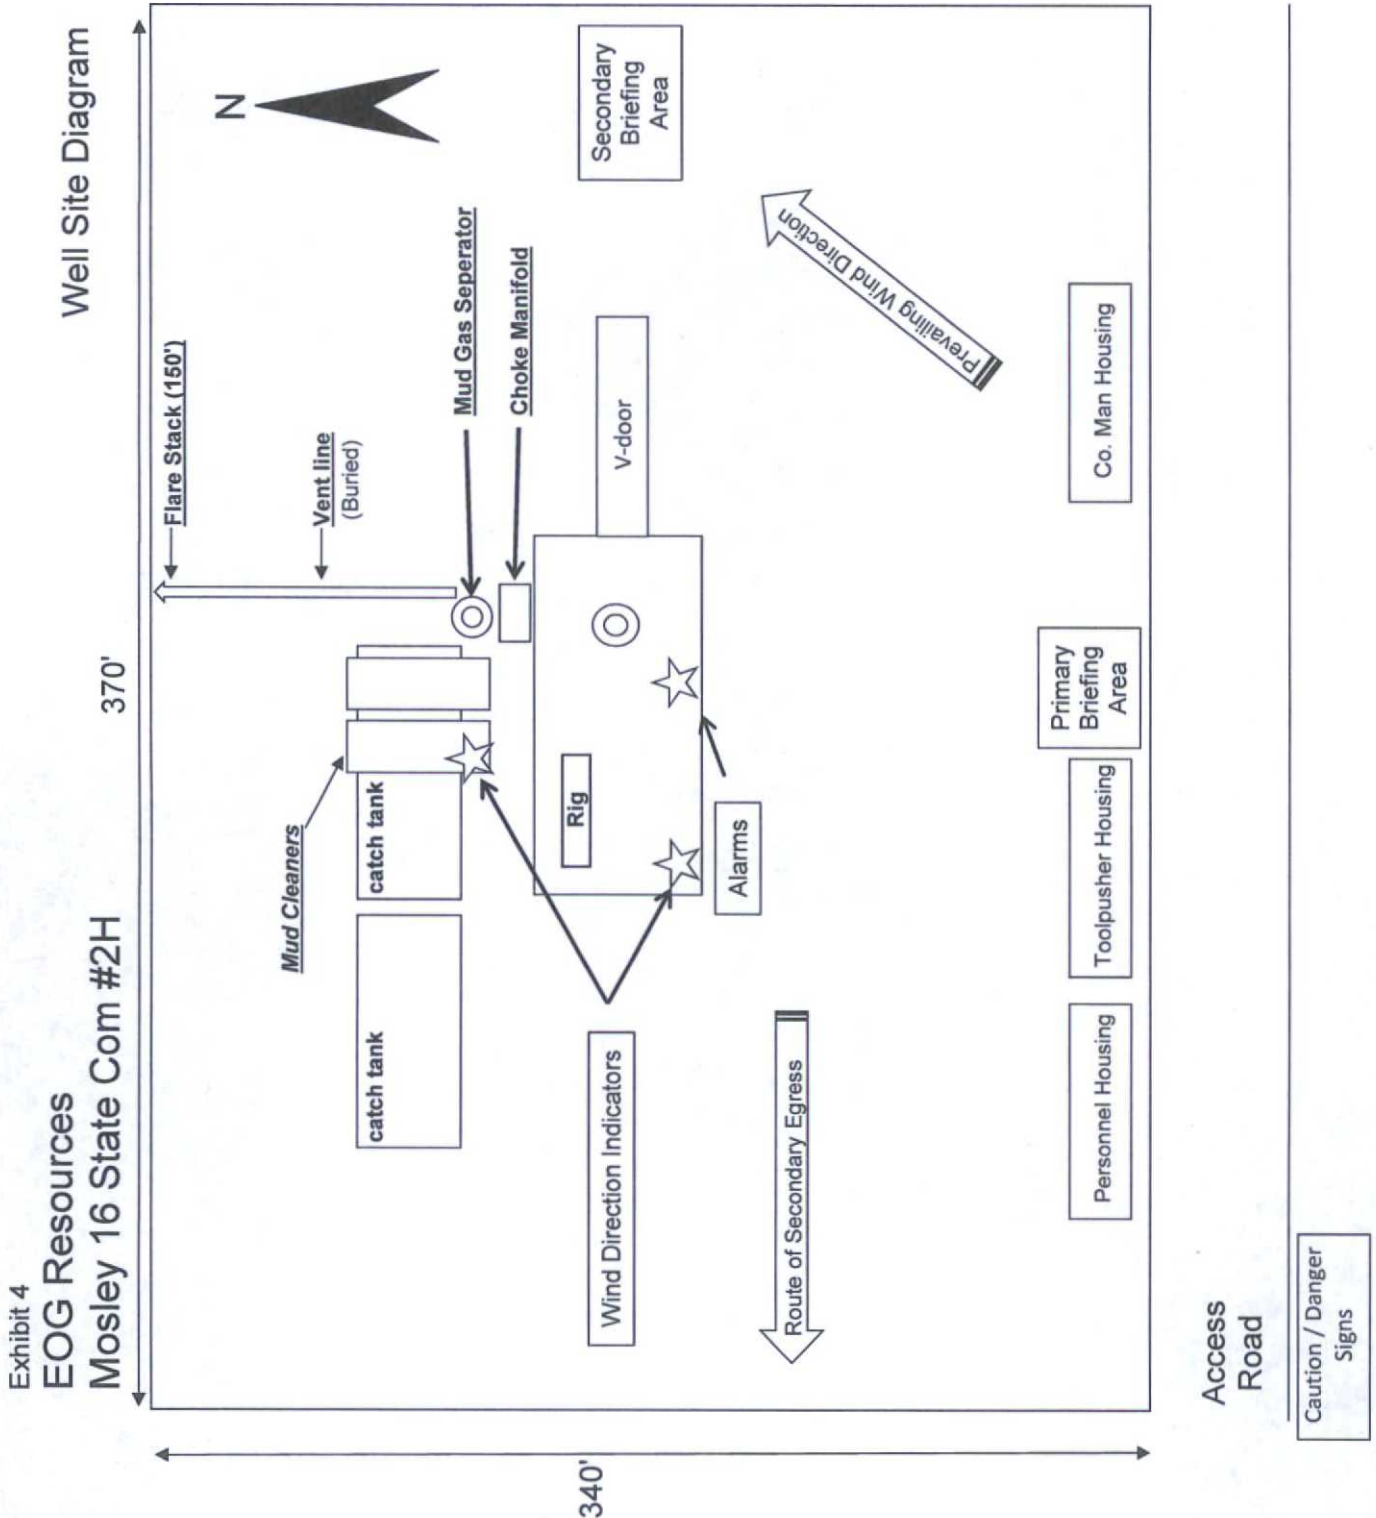 Exhibit 4
EOG Resources
Mosley 16 State Com #2H
Well Site Diagram
370'
340'
N
Flare Stack (150')
Vent line
(Buried)
Mud Gas Seperator
Choke Manifold
Mud Cleaners
catch tank
catch tank
Rig
V-door
Secondary
Briefing
Area
Wind Direction Indicators
Alarms
Prevailing Wind Direction
Route of Secondary Egress
Personnel Housing
Toolpusher Housing
Primary
Briefing
Area
Co. Man Housing
Access
Road
Caution / Danger
Signs